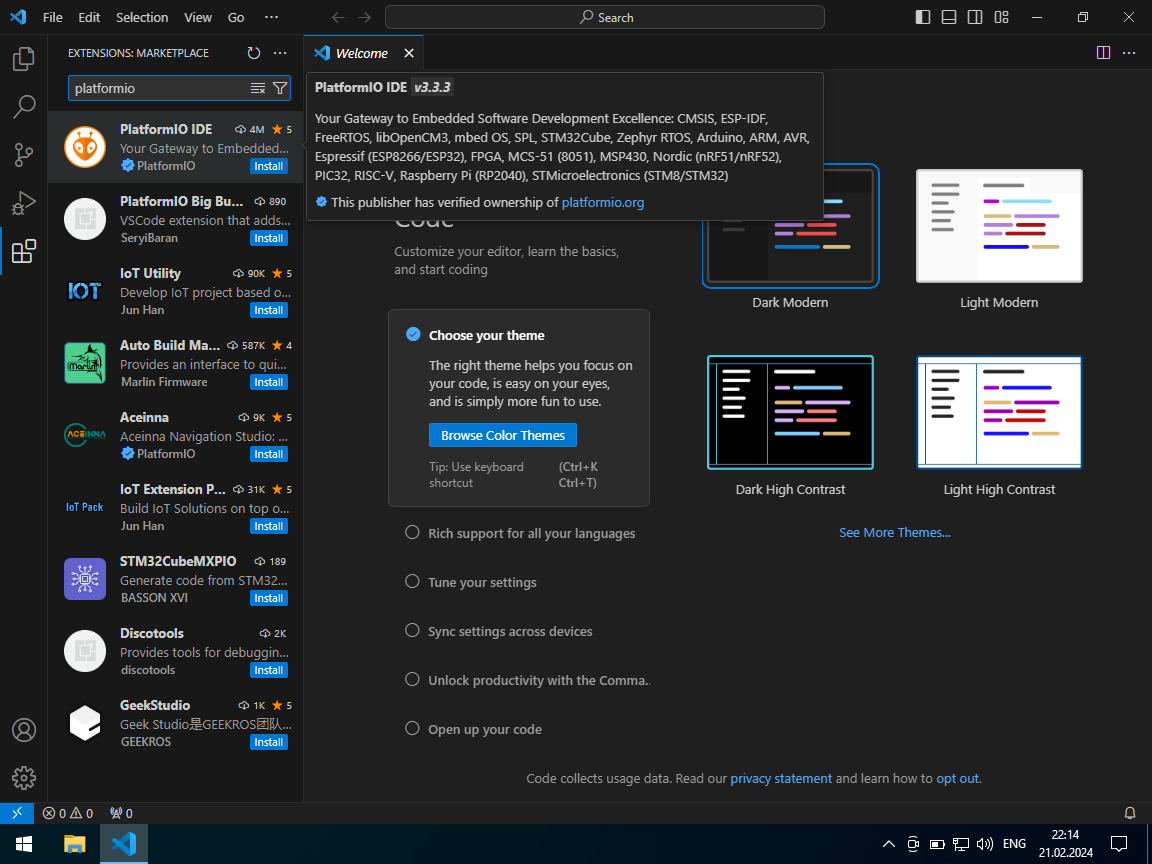 File Edit Selection View Go ···
Search
EXTENSIONS: MARKETPLACE
Welcome
platformio
PlatformIO IDE v3.3.3
Your Gateway to Embedded Software Development Excellence: CMSIS, ESP-IDF,
FreeRTOS, libOpenCM3, mbed OS, SPL, STM32Cube, Zephyr RTOS, Arduino, ARM, AVR,
Espressif (ESP8266/ESP32), FPGA, MCS-51 (8051), MSP430, Nordic (nRF51/nRF52),
PIC32, RISC-V, Raspberry Pi (RP2040), STMicroelectronics (STM8/STM32)
This publisher has verified ownership of platformio.org
PlatformIO IDE 4M 5
Your Gateway to Embedded...
PlatformIO Install
PlatformIO Big Bu... 890
VSCode extension that adds...
SeryiBaran Install
IoT Utility 90K 5
Develop IoT project based o...
Jun Han Install
IOT
Auto Build Ma... 587K 4
Provides an interface to qui...
Marlin Firmware Install
Marlin
Aceinna 9K 5
Aceinna Navigation Studio: ...
PlatformIO Install
ACEINNA
IoT Extension P... 31K 5
Build IoT Solutions on top o...
Jun Han Install
IoT Pack
STM32CubeMXPIO 189
Generate code from STM32...
BASSON XVI Install
Discotools 2K
Provides tools for debuggin...
discotools Install
GeekStudio 1K 5
Geek Studio是GEEKROS团队...
GEEKROS Install
Code
Customize your editor, learn the basics,
and start coding
Choose your theme
The right theme helps you focus on
your code, is easy on your eyes,
and is simply more fun to use.
Browse Color Themes
Tip: Use keyboard
shortcut
(Ctrl+K
Ctrl+T)
Rich support for all your languages
Tune your settings
Sync settings across devices
Unlock productivity with the Comma..
Open up your code
Dark Modern
Light Modern
Dark High Contrast
Light High Contrast
See More Themes...
Code collects usage data. Read our privacy statement and learn how to opt out.
0 0 0
ENG
22:14
21.02.2024